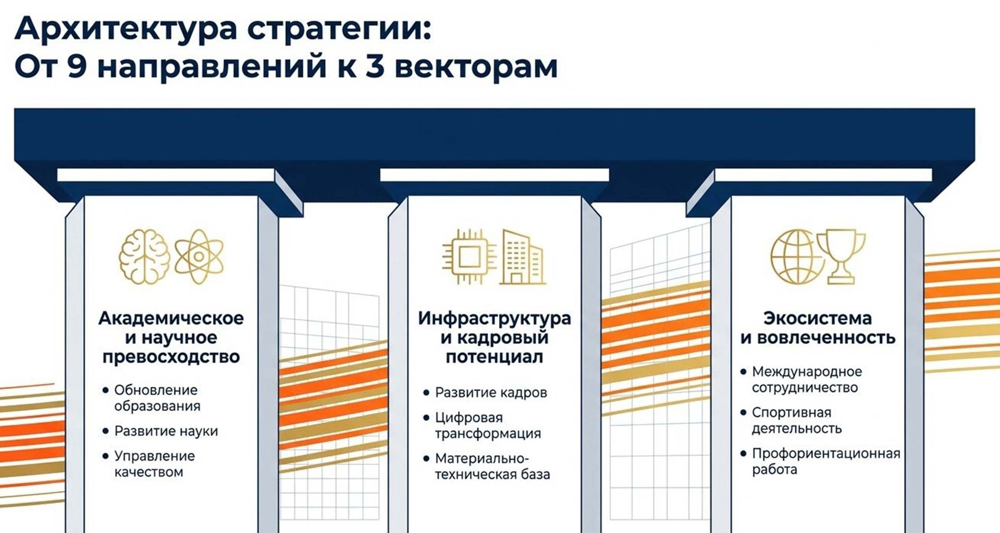 Архитектура стратегии:
От 9 направлений к 3 векторам
Академическое
и научное
превосходство
• Обновление
образования
• Развитие науки
• Управление
качеством
Инфраструктура
и кадровый
потенциал
• Развитие кадров
• Цифровая
трансформация
• Материально-
техническая база
Экосистема
и вовлеченность
• Международное
сотрудничество
• Спортивная
деятельность
• Профориентационная
работа